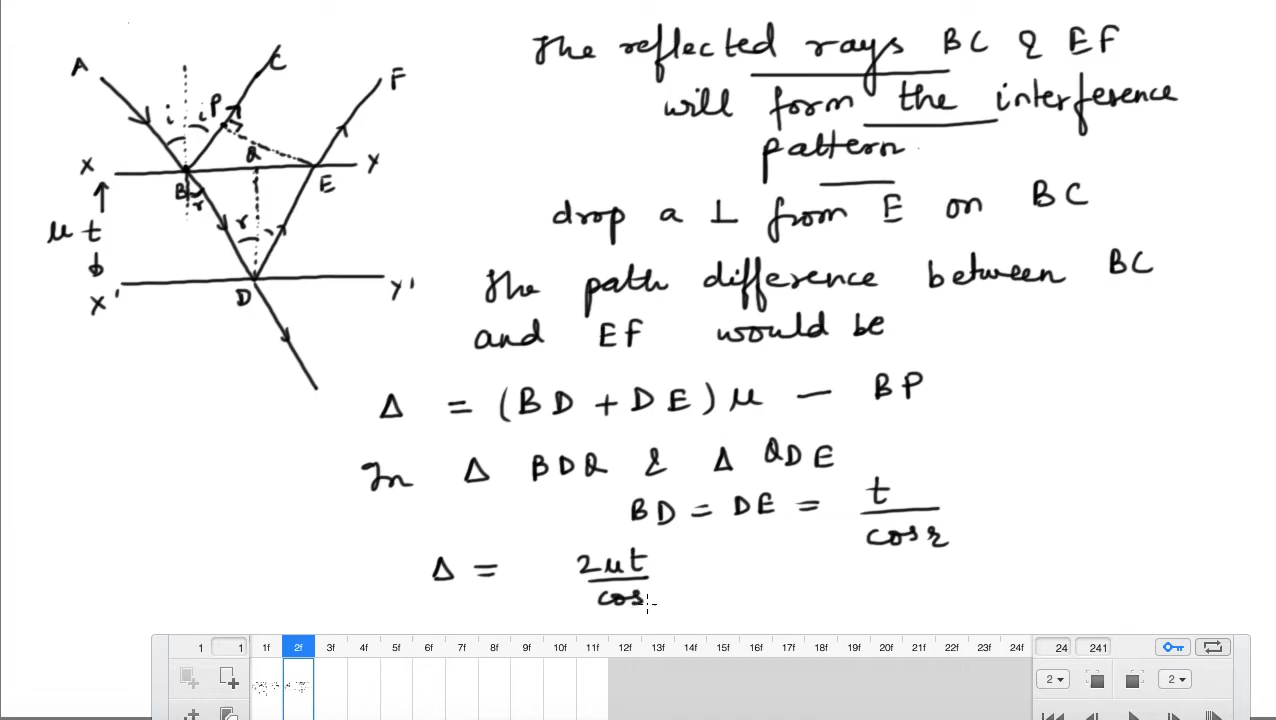 The reflected rays BC & EF
will form the interference
pattern
drop a ⊥ from E on BC
The path difference between BC
and EF would be
Δ = (BD + DE) μ — BP
In Δ BDQ & Δ QDE
BD = DE = t / cos r
Δ = 2μt / cos
A
C
F
P
i
i
Q
X
Y
B
E
r
r
μ t
X'
D
Y'
1 1 1f 2f 3f 4f 5f 6f 7f 8f 9f 10f 11f 12f 13f 14f 15f 16f 17f 18f 19f 20f 21f 22f 23f 24f 24 241
2 2